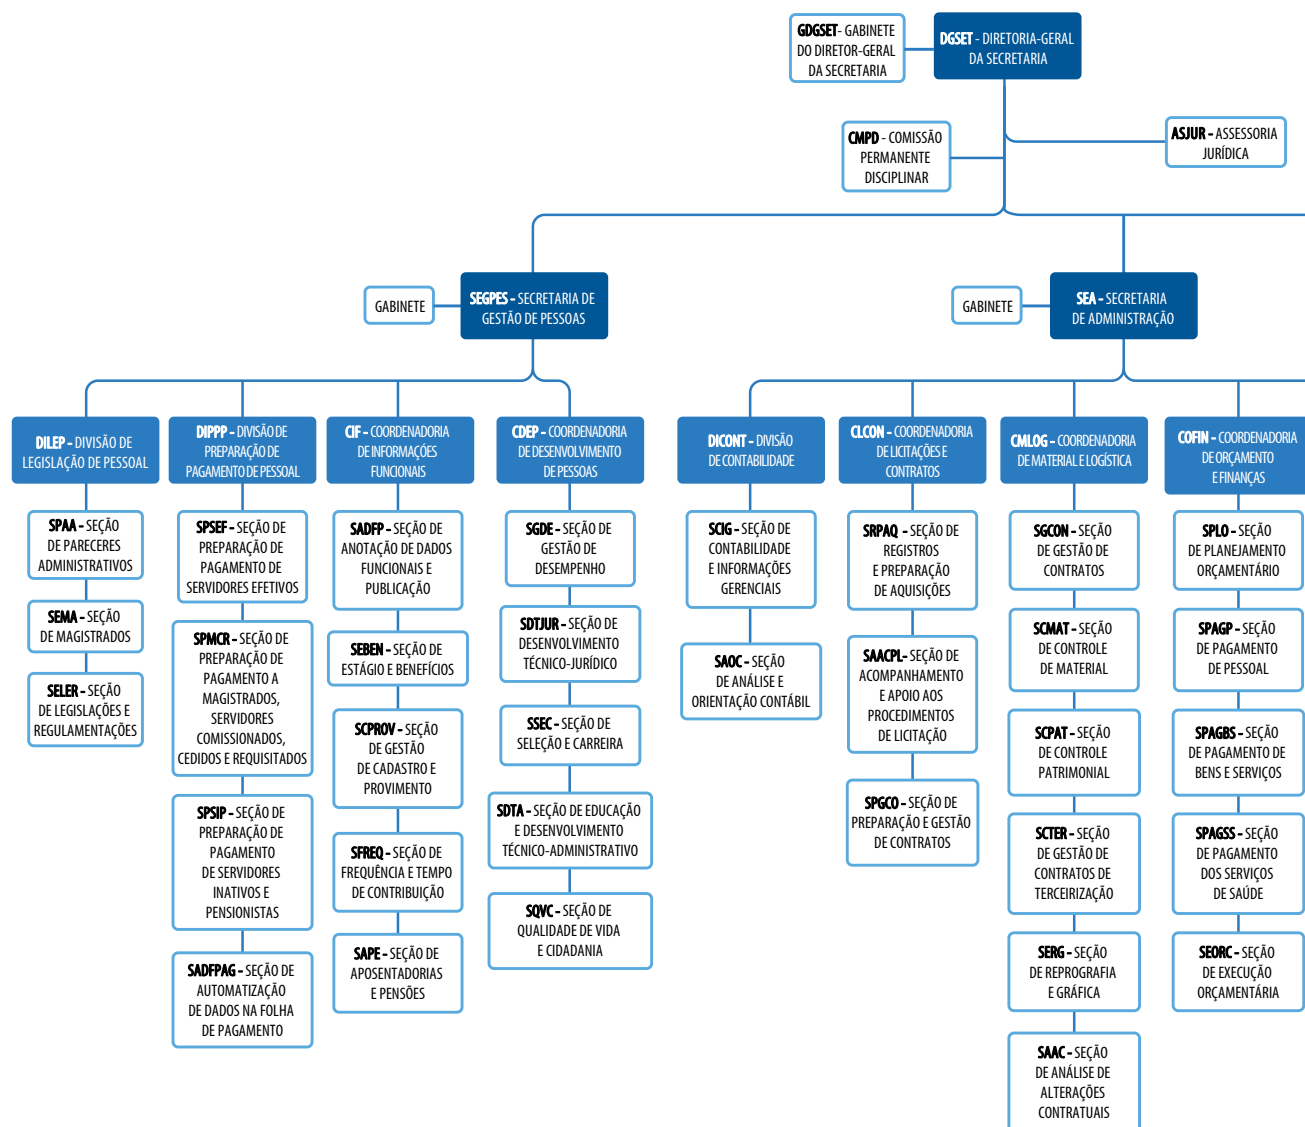 GDGSET- GABINETE
DO DIRETOR-GERAL
DA SECRETARIA
DGSET - DIRETORIA-GERAL
DA SECRETARIA
CMPD - COMISSÃO
PERMANENTE
DISCIPLINAR
ASJUR - ASSESSORIA
JURÍDICA
GABINETE
SEGPES - SECRETARIA DE
GESTÃO DE PESSOAS
GABINETE
SEA - SECRETARIA
DE ADMINISTRAÇÃO
DILEP - DIVISÃO DE
LEGISLAÇÃO DE PESSOAL
SPAA - SEÇÃO
DE PARECERES
ADMINISTRATIVOS
SEMA - SEÇÃO
DE MAGISTRADOS
SELER - SEÇÃO
DE LEGISLAÇÕES E
REGULAMENTAÇÕES
DIPPP - DIVISÃO DE
PREPARAÇÃO DE
PAGAMENTO DE PESSOAL
SPSEF - SEÇÃO DE
PREPARAÇÃO DE
PAGAMENTO DE
SERVIDORES EFETIVOS
SPMCR - SEÇÃO DE
PREPARAÇÃO DE
PAGAMENTO A
MAGISTRADOS,
SERVIDORES
COMISSIONADOS,
CEDIDOS E REQUISITADOS
SPSIP - SEÇÃO DE
PREPARAÇÃO DE
PAGAMENTO
DE SERVIDORES
INATIVOS E
PENSIONISTAS
SADFPAG - SEÇÃO DE
AUTOMATIZAÇÃO
DE DADOS NA FOLHA
DE PAGAMENTO
CIF - COORDENADORIA
DE INFORMAÇÓES
FUNCIONAIS
SADFP - SEÇÃO DE
ANOTAÇÃO DE DADOS
FUNCIONAIS E
PUBLICAÇÃO
SEBEN - SEÇÃO DE
ESTÁGIO E BENEFÍCIOS
SCPROV - SEÇÃO
DE GESTÃO
DE CADASTRO E
PROVIMENTO
SFREQ - SEÇÃO DE
FREQUÊNCIA E TEMPO
DE CONTRIBUIÇÃO
SAPE - SEÇÃO DE
APOSENTADORIAS
E PENSÕES
CDEP - COORDENADORIA
DE DESENVOLVIMENTO
DE PESSOAS
SGDE - SEÇÃO DE
GESTÃO DE
DESEMPENHO
SDTJUR - SEÇÃO DE
DESENVOLVIMENTO
TÉCNICO-JURÍDICO
SSEC - SEÇÃO DE
SELEÇÃO E CARREIRA
SDTA - SEÇÃO DE EDUCAÇÃO
E DESENVOLVIMENTO
TÉCNICO-ADMINISTRATIVO
SQVC - SEÇÃO DE
QUALIDADE DE VIDA
E CIDADANIA
DICONT - DIVISÃO
DE CONTABILIDADE
SCIG - SEÇÃO DE
CONTABILIDADE
E INFORMAÇÕES
GERENCIAIS
SAOC - SEÇÃO
DE ANÁLISE E
ORIENTAÇÃO CONTÁBIL
CLCON - COORDENADORIA
DE LICITAÇÕES E
CONTRATOS
SRPAQ - SEÇÃO DE
REGISTROS
E PREPARAÇÃO
DE AQUISIÇÕES
SAACPL - SEÇÃO DE
ACOMPANHAMENTO
E APOIO AOS
PROCEDIMENTOS
DE LICITAÇÃO
SPGCO - SEÇÃO DE
PREPARAÇÃO E GESTÃO
DE CONTRATOS
CMLOG - COORDENADORIA
DE MATERIAL E LOGÍSTICA
SGCON - SEÇÃO
DE GESTÃO DE
CONTRATOS
SCMAT - SEÇÃO
DE CONTROLE
DE MATERIAL
SCPAT - SEÇÃO
DE CONTROLE
PATRIMONIAL
SCTER - SEÇÃO
DE GESTÃO DE
CONTRATOS DE
TERCEIRIZAÇÃO
SERG - SEÇÃO
DE REPROGRAFIA
E GRÁFICA
SAAC - SEÇÃO
DE ANÁLISE DE
ALTERAÇÕES
CONTRATUAIS
COFIN - COORDENADORIA
DE ORÇAMENTO
E FINANÇAS
SPLO - SEÇÃO
DE PLANEJAMENTO
ORÇAMENTÁRIO
SPAGP - SEÇÃO
DE PAGAMENTO
DE PESSOAL
SPAGBS - SEÇÃO
DE PAGAMENTO DE
BENS E SERVIÇOS
SPAGSS - SEÇÃO
DE PAGAMENTO
DOS SERVIÇOS
DE SAÚDE
SEORC - SEÇÃO
DE EXECUÇÃO
ORÇAMENTÁRIA